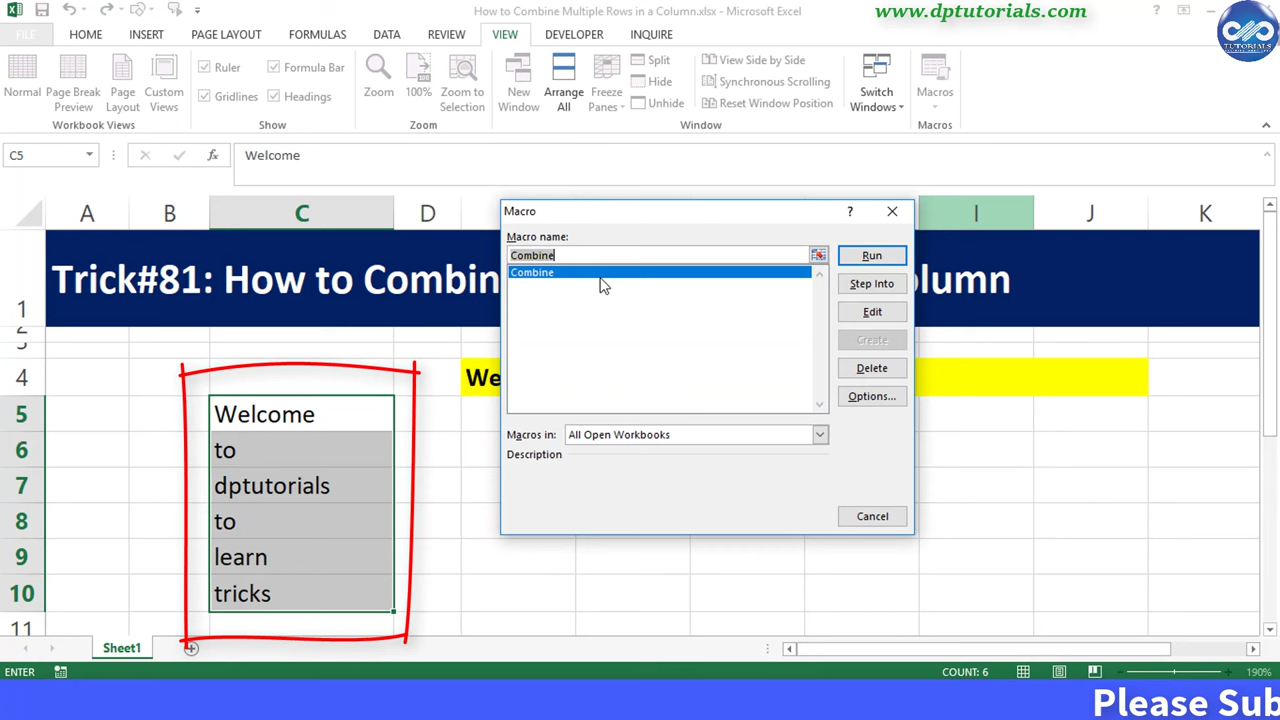 How to Combine Multiple Rows in a Column.xlsx - Microsoft Excel
www.dptutorials.com
TUTORIALS
FILE HOME INSERT PAGE LAYOUT FORMULAS DATA REVIEW VIEW DEVELOPER INQUIRE
Normal
Page Break
Preview
Page
Layout
Custom
Views
Workbook Views
Ruler
Formula Bar
Gridlines
Headings
Show
Zoom
100%
Zoom to
Selection
Zoom
New
Window
Arrange
All
Freeze
Panes
Split
Hide
Unhide
View Side by Side
Synchronous Scrolling
Reset Window Position
Switch
Windows
Window
Macros
Macros
C5
fx
Welcome
A B C D I J K
1
Trick#81: How to Combin
olumn
2
3
4
We
5 Welcome
6 to
7 dptutorials
8 to
9 learn
10 tricks
11
Macro
?
Macro name:
Combine
Combine
Run
Step Into
Edit
Create
Delete
Options...
Macros in: All Open Workbooks
Description
Cancel
Sheet1
ENTER
COUNT: 6
190%
Please Sub